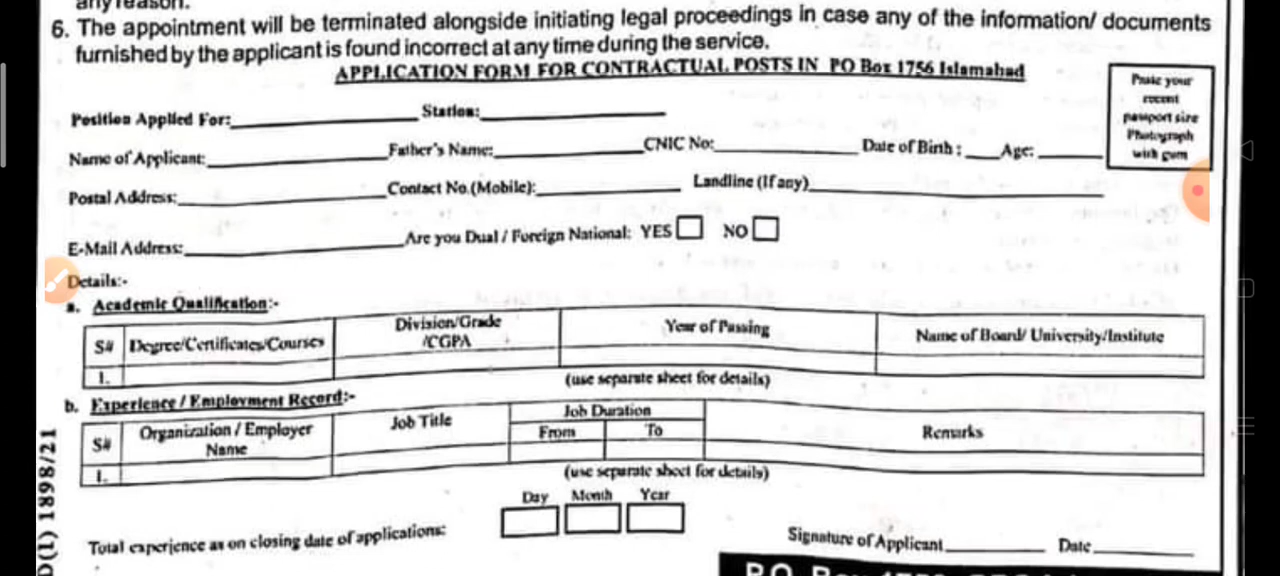 any reason.
6. The appointment will be terminated alongside initiating legal proceedings in case any of the information/ documents
furnished by the applicant is found incorrect at any time during the service.
APPLICATION FORM FOR CONTRACTUAL POSTS IN PO Box 1756 Islamabad
Paste your
recent
passport size
Photograph
with gum
Position Applied For: Station:
Name of Applicant: Father's Name: CNIC No: Date of Birth : Age:
Postal Address: Contact No.(Mobile): Landline (If any)
E-Mail Address: Are you Dual / Foreign National: YES NO
Details:-
a. Academic Qualification:-
S# Degree/Certificates/Courses Division/Grade /CGPA Year of Passing Name of Board/ University/Institute
1.
(use separate sheet for details)
b. Experience / Employment Record:-
S# Organization / Employer Name Job Title Job Duration From To Remarks
1.
(use separate sheet for details)
Day Month Year
Total experience as on closing date of applications:
Signature of Applicant Date
D(1) 1898/21